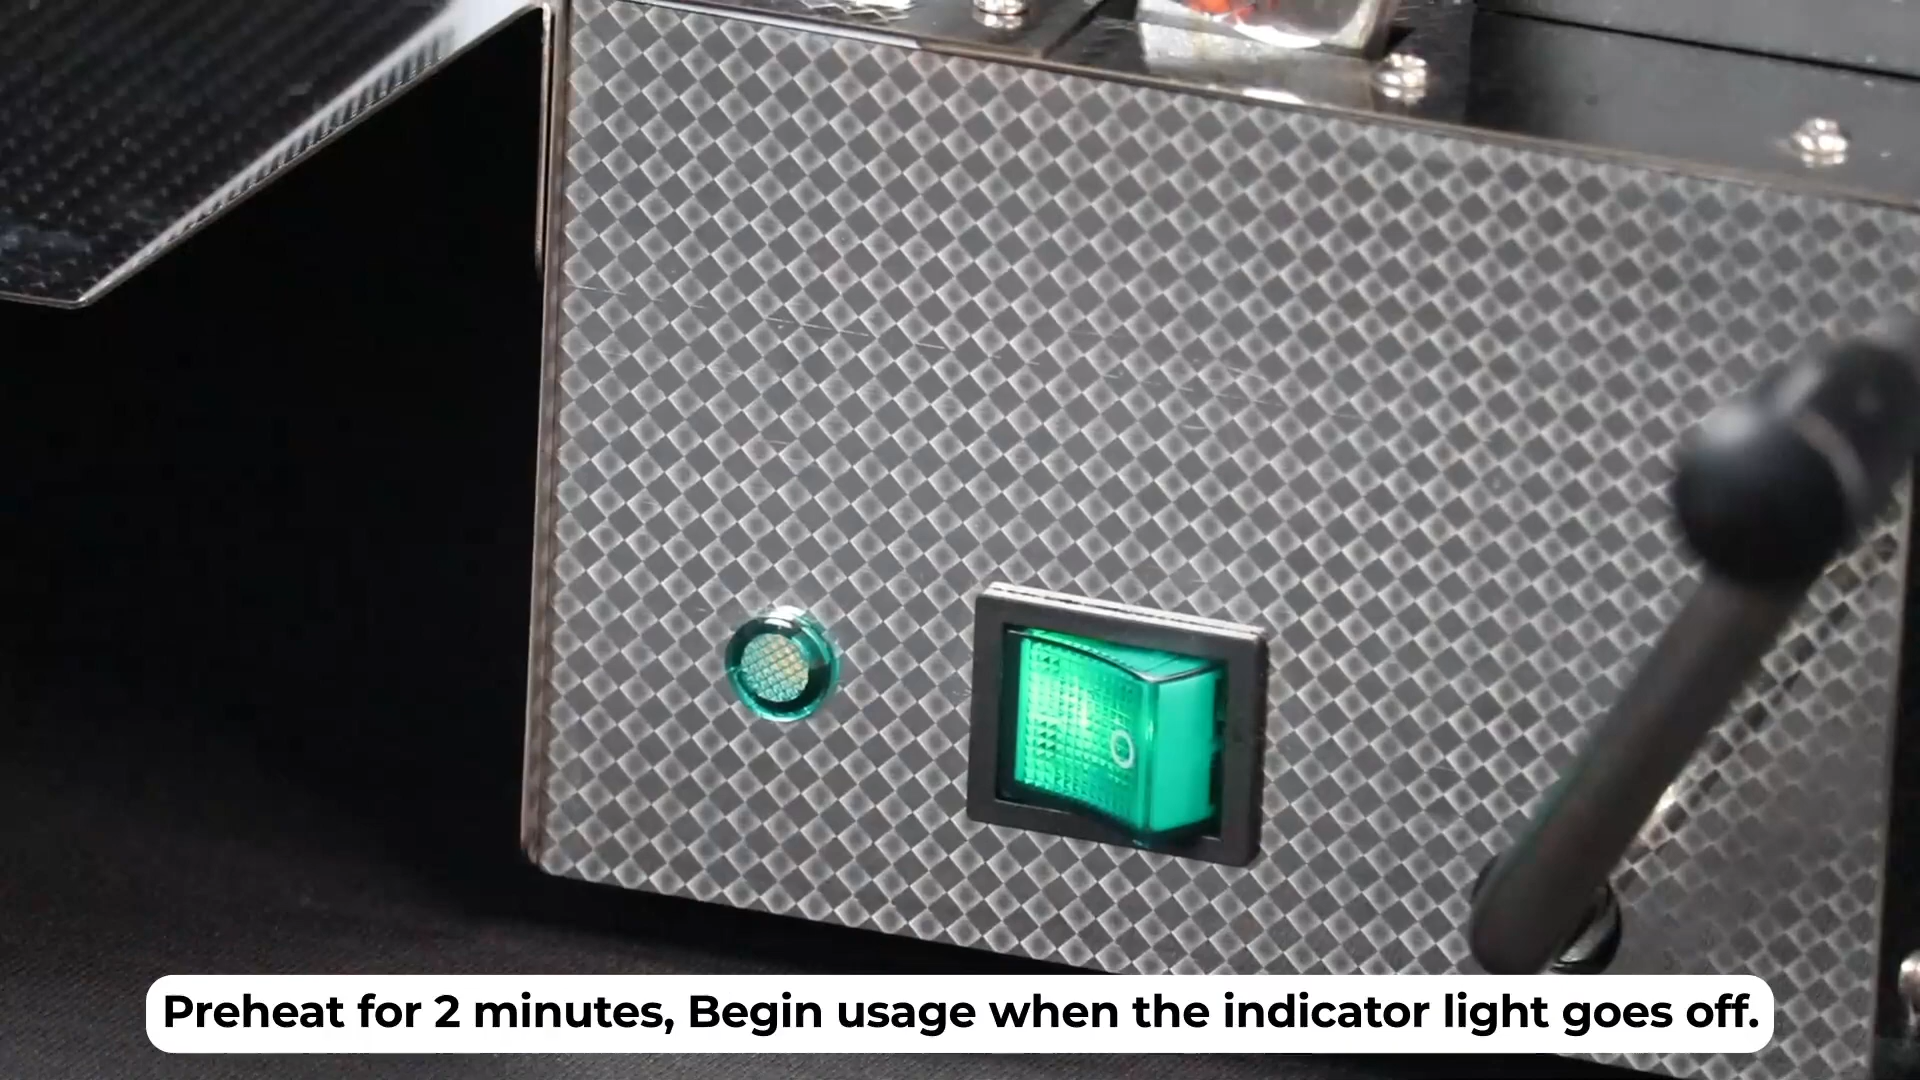 Preheat for 2 minutes, Begin usage when the indicator light goes off.